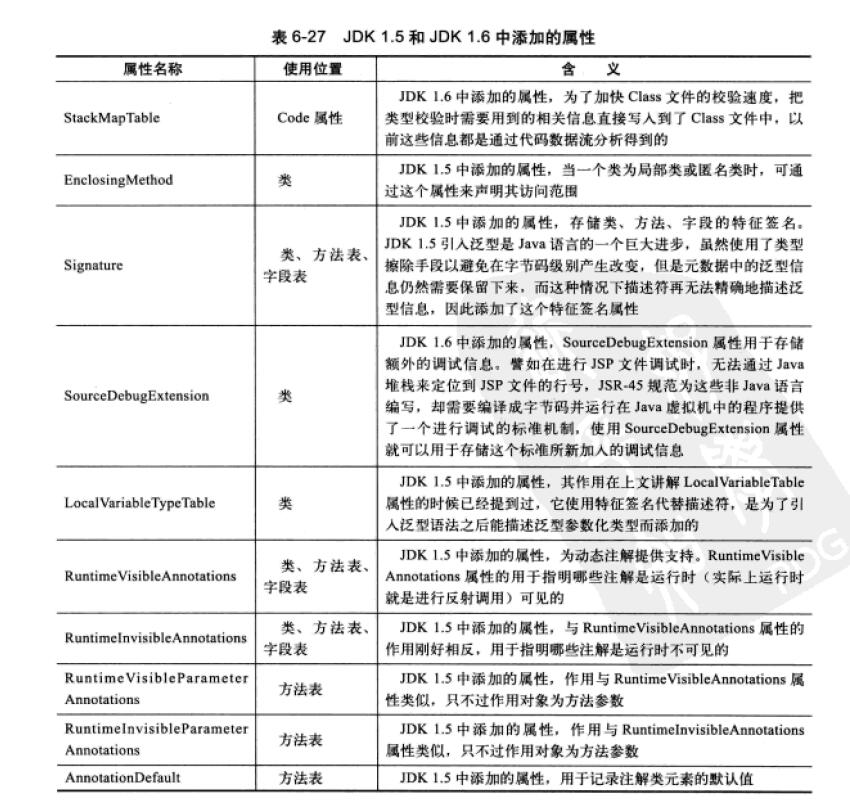 表 6-27 JDK 1.5 和 JDK 1.6 中添加的属性
属性名称 使用位置 含 义
StackMapTable
Code 属性
JDK 1.6 中添加的属性，为了加快 Class 文件的校验速度，把
类型校验时需要用到的相关信息直接写入到了 Class 文件中，以
前这些信息都是通过代码数据流分析得到的
EnclosingMethod
类
JDK 1.5 中添加的属性，当一个类为局部类或匿名类时，可通
过这个属性来声明其访问范围
Signature
类、方法表、
字段表
JDK 1.5 中添加的属性，存储类、方法、字段的特征签名。
JDK 1.5 引入泛型是 Java 语言的一个巨大进步，虽然使用了类型
擦除手段以避免在字节码级别产生改变，但是元数据中的泛型信
息仍然需要保留下来，而这种情况下描述符再无法精确地描述泛
型信息，因此添加了这个特征签名属性
SourceDebugExtension
类
JDK 1.6 中添加的属性，SourceDebugExtension 属性用于存储
额外的调试信息。譬如在进行 JSP 文件调试时，无法通过 Java
堆栈来定位到 JSP 文件的行号，JSR-45 规范为这些非 Java 语言
编写，却需要编译成字节码并运行在 Java 虚拟机中的程序提供
了一个进行调试的标准机制，使用 SourceDebugExtension 属性
就可以用于存储这个标准所新加入的调试信息
LocalVariableTypeTable
类
JDK 1.5 中添加的属性，其作用在上文讲解 LocalVariableTable
属性的时候已经提到过，它使用特征签名代替描述符，是为了引
入泛型语法之后能描述泛型参数化类型而添加的
RuntimeVisibleAnnotations
类、方法表、
字段表
JDK 1.5 中添加的属性，为动态注解提供支持。RuntimeVisible
Annotations 属性的用于指明哪些注解是运行时（实际上运行时
就是进行反射调用）可见的
RuntimeInvisibleAnnotations
类、方法表、
字段表
JDK 1.5 中添加的属性，与 RuntimeVisibleAnnotations 属性的
作用刚好相反，用于指明哪些注解是运行时不可见的
RuntimeVisibleParameter
Annotations
方法表
JDK 1.5 中添加的属性，作用与 RuntimeVisibleAnnotations 属
性类似，只不过作用对象为方法参数
RuntimeInvisibleParameter
Annotations
方法表
JDK 1.5 中添加的属性，作用与 RuntimeInvisibleAnnotations
属性类似，只不过作用对象为方法参数
AnnotationDefault
方法表
JDK 1.5 中添加的属性，用于记录注解类元素的默认值
PDG